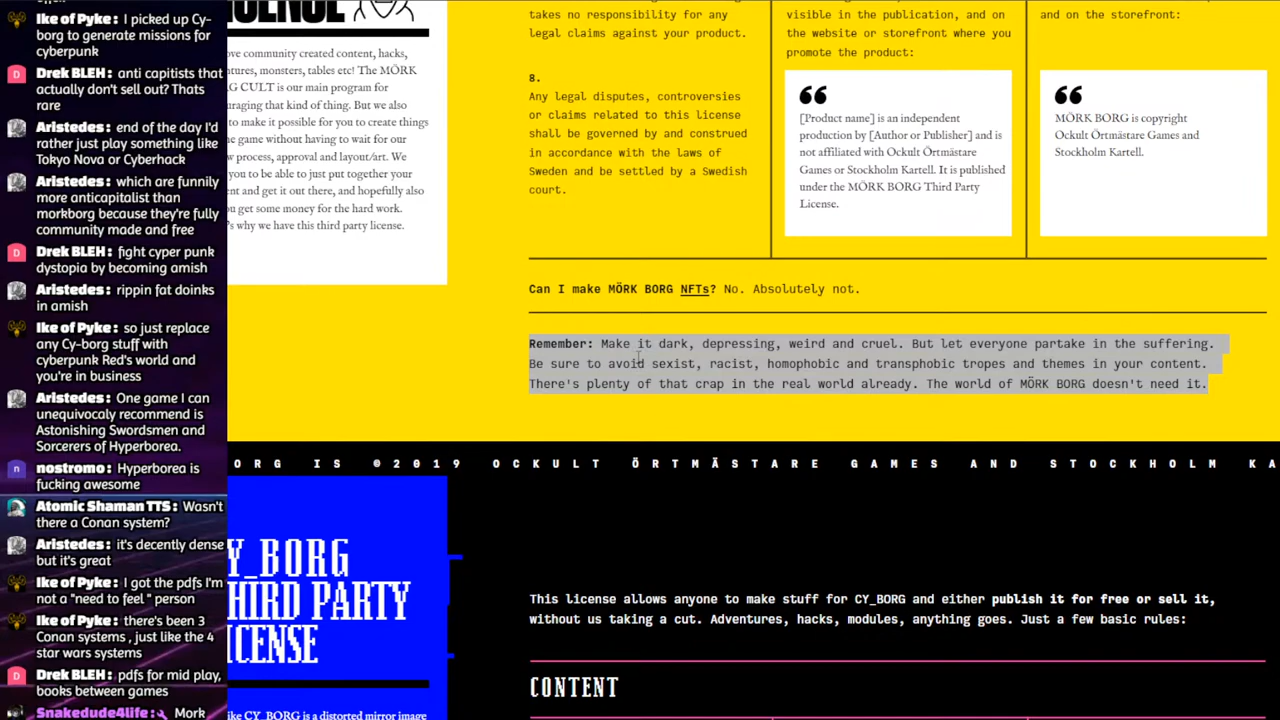 Ike of Pyke: I picked up Cy-
borg to generate missions for
cyberpunk
Drek BLEH: anti capitists that
actually don't sell out? Thats
rare
Aristedes: end of the day I'd
rather just play something like
Tokyo Nova or Cyberhack
Aristedes: which are funnily
more anticapitalist than
morkborg because they're fully
community made and free
Drek BLEH: fight cyper punk
dystopia by becoming amish
Aristedes: rippin fat doinks
in amish
Ike of Pyke: so just replace
any Cy-borg stuff with
cyberpunk Red's world and
you're in business
Aristedes: One game I can
unequivocaly recommend is
Astonishing Swordsmen and
Sorcerers of Hyperborea.
nostromo: Hyperborea is
fucking awesome
Atomic Shaman TTS: Wasn't
there a Conan system?
Aristedes: it's decently dense
but it's great
Ike of Pyke: I got the pdfs I'm
not a "need to feel " person
Ike of Pyke: there's been 3
Conan systems , just like the 4
star wars systems
Drek BLEH: pdfs for mid play,
books between games
Snakedude4life: Mork
ove community created content, hacks,
ntures, monsters, tables etc! The MÖRK
RG CULT is our main program for
uraging that kind of thing. But we also
to make it possible for you to create things
e game without having to wait for our
w process, approval and layout/art. We
you to be able to just put together your
ent and get it out there, and hopefully also
ou get some money for the hard work.
's why we have this third party license.
takes no responsibility for any
legal claims against your product.
8.
Any legal disputes, controversies
or claims related to this license
shall be governed by and construed
in accordance with the laws of
Sweden and be settled by a Swedish
court.
visible in the publication, and on
the website or storefront where you
promote the product:
[Product name] is an independent
production by [Author or Publisher] and is
not affiliated with Ockult Örtmästare
Games or Stockholm Kartell. It is published
under the MÖRK BORG Third Party
License.
and on the storefront:
MÖRK BORG is copyright
Ockult Örtmästare Games and
Stockholm Kartell.
Can I make MÖRK BORG NFTs? No. Absolutely not.
Remember: Make it dark, depressing, weird and cruel. But let everyone partake in the suffering.
Be sure to avoid sexist, racist, homophobic and transphobic tropes and themes in your content.
There's plenty of that crap in the real world already. The world of MÖRK BORG doesn't need it.
ORG IS ©2019 OCKULT ÖRTMÄSTARE GAMES AND STOCKHOLM KA
Y_BORG
HIRD PARTY
ICENSE
ike CY_BORG is a distorted mirror image
This license allows anyone to make stuff for CY_BORG and either publish it for free or sell it,
without us taking a cut. Adventures, hacks, modules, anything goes. Just a few basic rules:
CONTENT